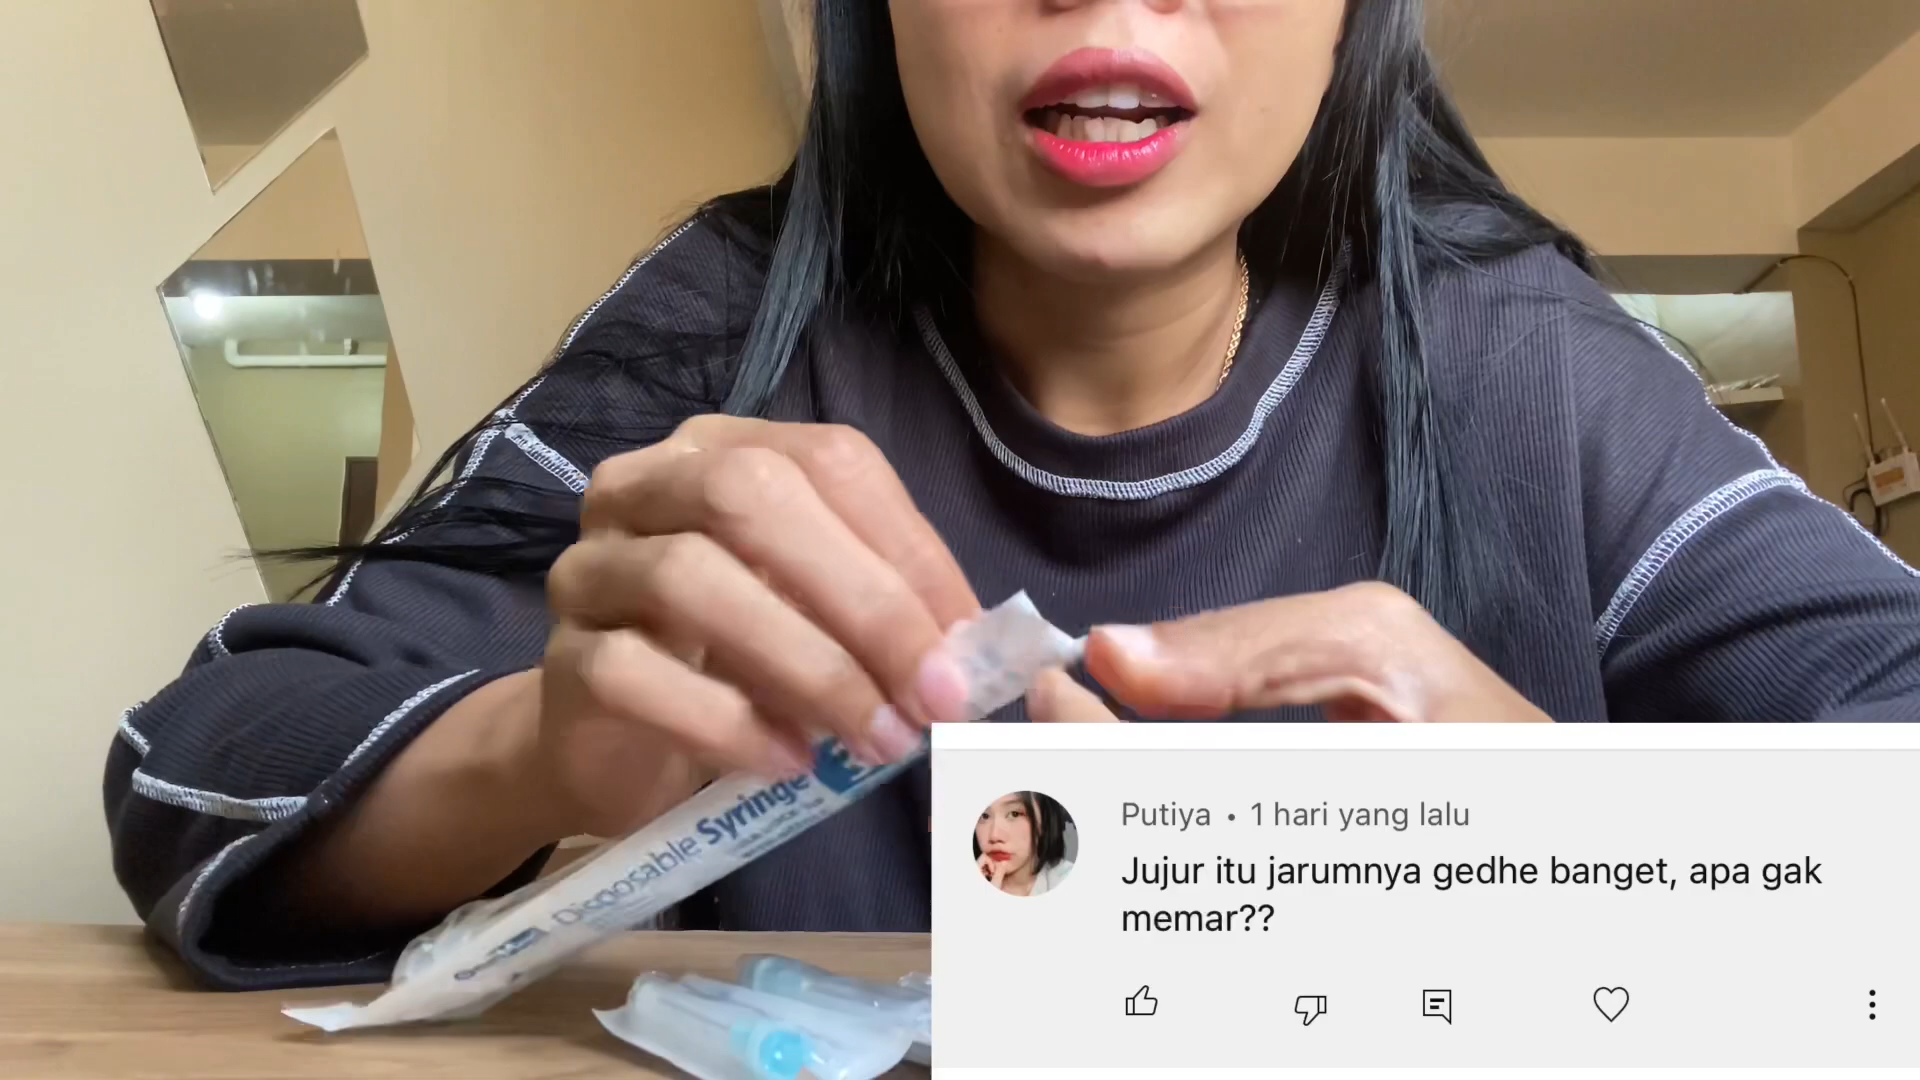 Disposable Syringe
Putiya • 1 hari yang lalu
Jujur itu jarumnya gedhe banget, apa gak
memar??